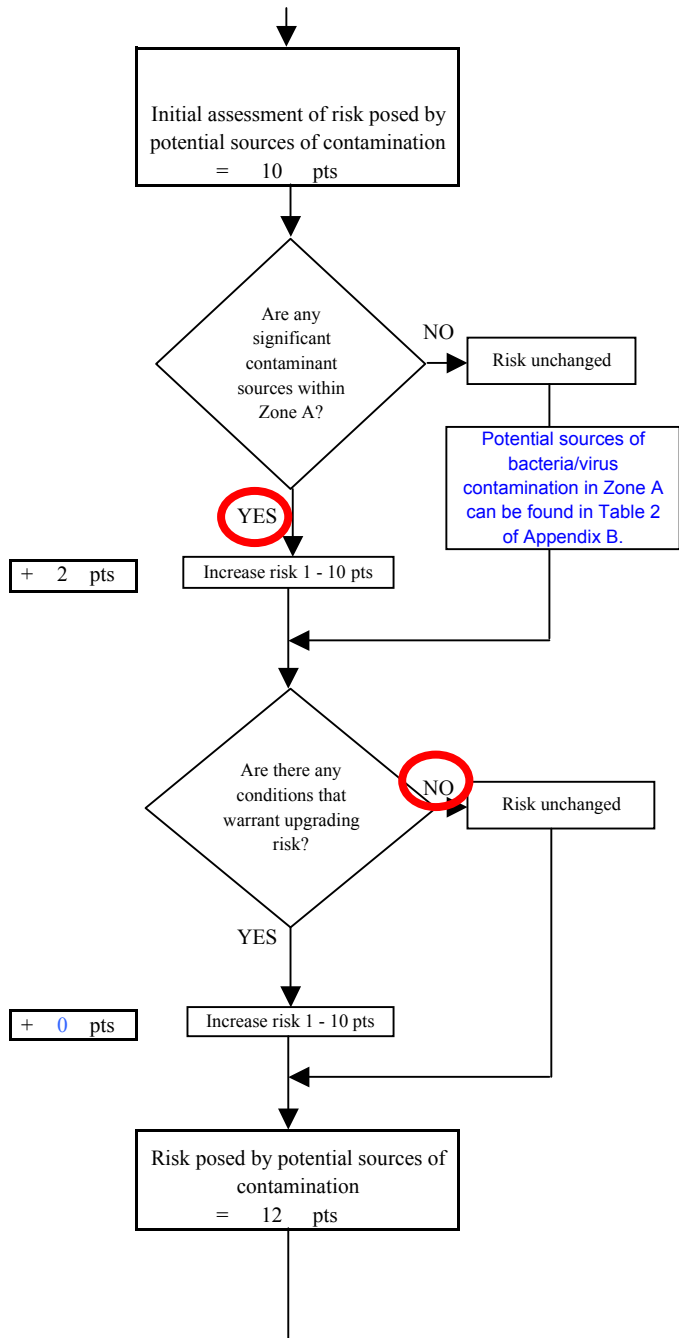 Initial assessment of risk posed by
potential sources of contamination
= 10 pts
Are any
significant
contaminant
sources within
Zone A?
NO
Risk unchanged
Potential sources of
bacteria/virus
contamination in Zone A
can be found in Table 2
of Appendix B.
YES
+ 2 pts
Increase risk 1 - 10 pts
Are there any
conditions that
warrant upgrading
risk?
NO
Risk unchanged
YES
+ 0 pts
Increase risk 1 - 10 pts
Risk posed by potential sources of
contamination
= 12 pts